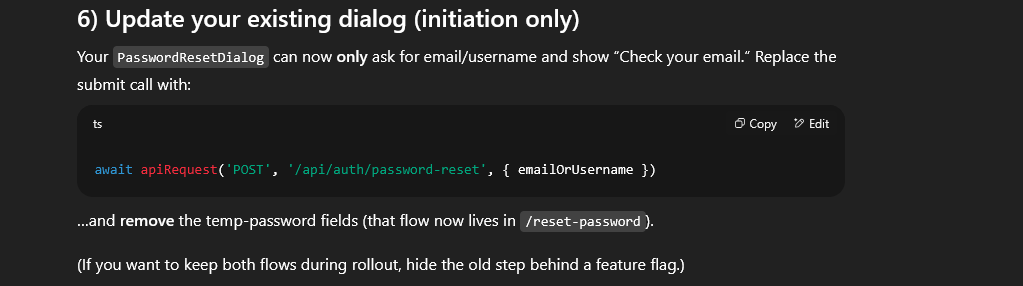 6) Update your existing dialog (initiation only)
Your PasswordResetDialog can now only ask for email/username and show “Check your email.” Replace the
submit call with:
ts
Copy
Edit
await apiRequest('POST', '/api/auth/password-reset', { emailOrUsername })
...and remove the temp-password fields (that flow now lives in /reset-password).
(If you want to keep both flows during rollout, hide the old step behind a feature flag.)